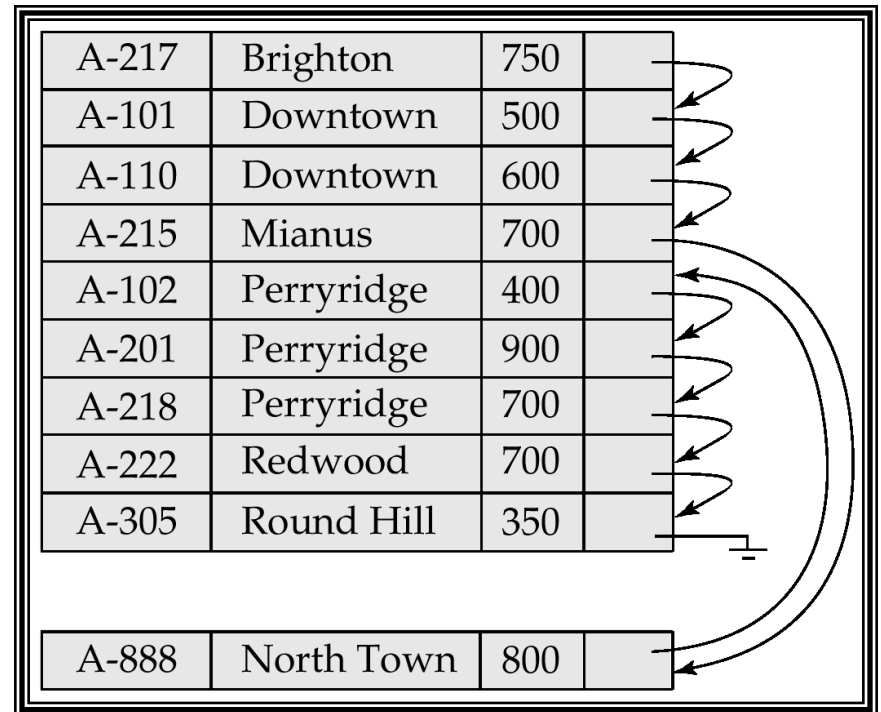 A-217 Brighton 750
A-101 Downtown 500
A-110 Downtown 600
A-215 Mianus 700
A-102 Perryridge 400
A-201 Perryridge 900
A-218 Perryridge 700
A-222 Redwood 700
A-305 Round Hill 350
A-888 North Town 800